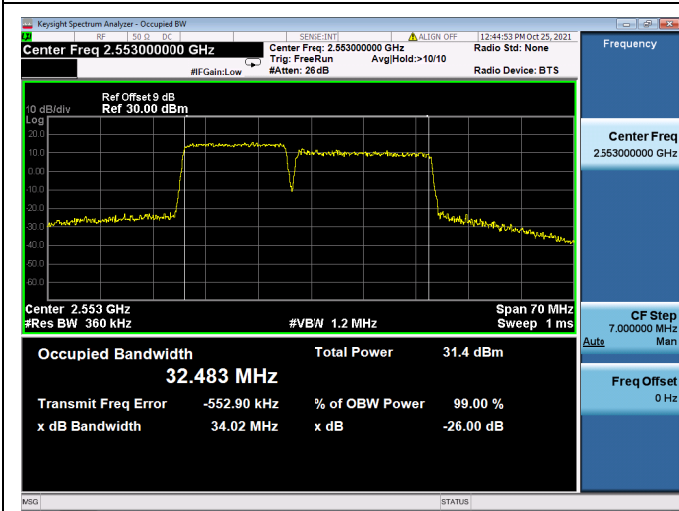 Keysight Spectrum Analyzer - Occupied BW
RF 50 Ω DC SENSE:INT ALIGN OFF 12:44:53 PM Oct 25, 2021
Center Freq 2.553000000 GHz
Center Freq: 2.553000000 GHz
Radio Std: None
Trig: FreeRun Avg|Hold:>10/10
#IFGain:Low
#Atten: 26 dB
Radio Device: BTS
Frequency
Ref Offset 9 dB
10 dB/div Ref 30.00 dBm
Log
20.0
10.0
0.00
-10.0
-20.0
-30.0
-40.0
-50.0
-60.0
Center 2.553 GHz Span 70 MHz
#Res BW 360 kHz #VBW 1.2 MHz Sweep 1 ms
Center Freq
2.553000000 GHz
CF Step
7.000000 MHz
Auto Man
Freq Offset
0 Hz
Occupied Bandwidth Total Power 31.4 dBm
32.483 MHz
Transmit Freq Error -552.90 kHz % of OBW Power 99.00 %
x dB Bandwidth 34.02 MHz x dB -26.00 dB
MSG STATUS